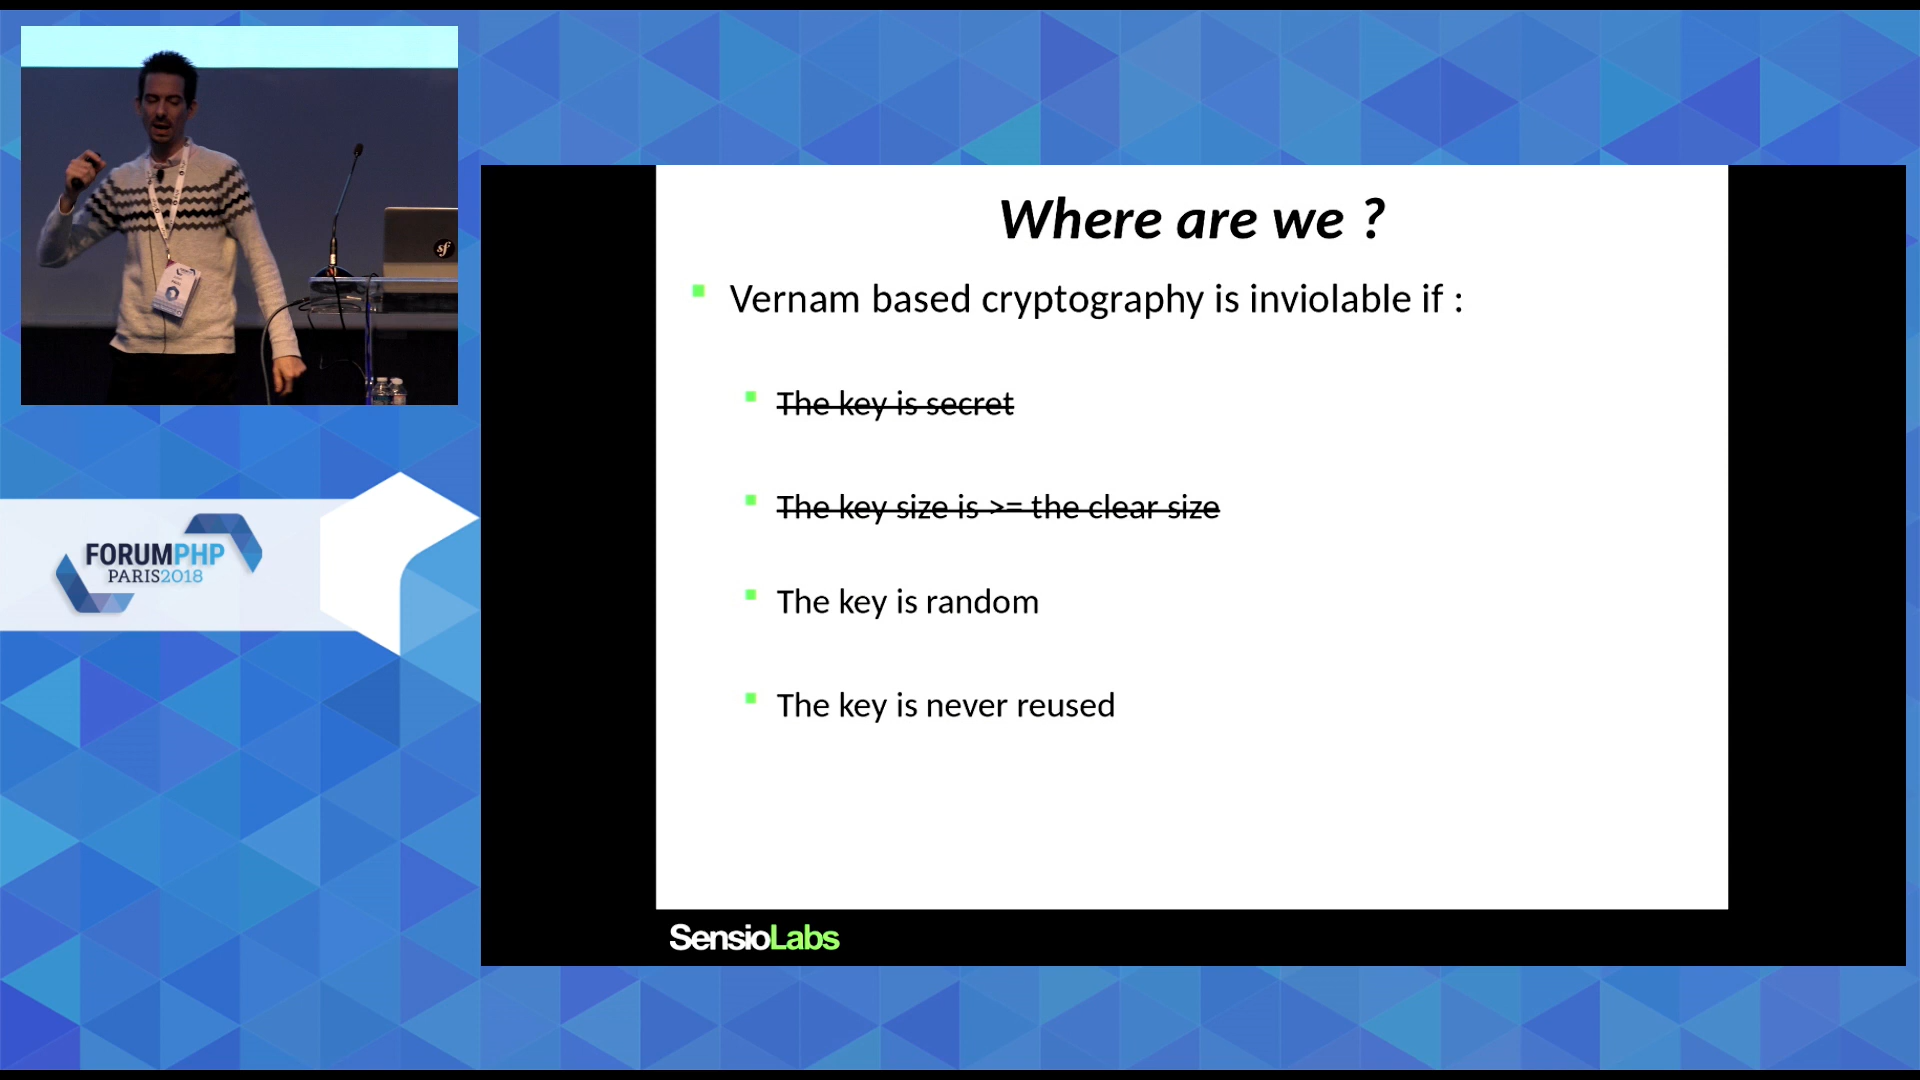 Where are we ?
Vernam based cryptography is inviolable if :
The key is secret
The key size is >= the clear size
The key is random
The key is never reused
SensioLabs
FORUMPHP
PARIS2018
sf